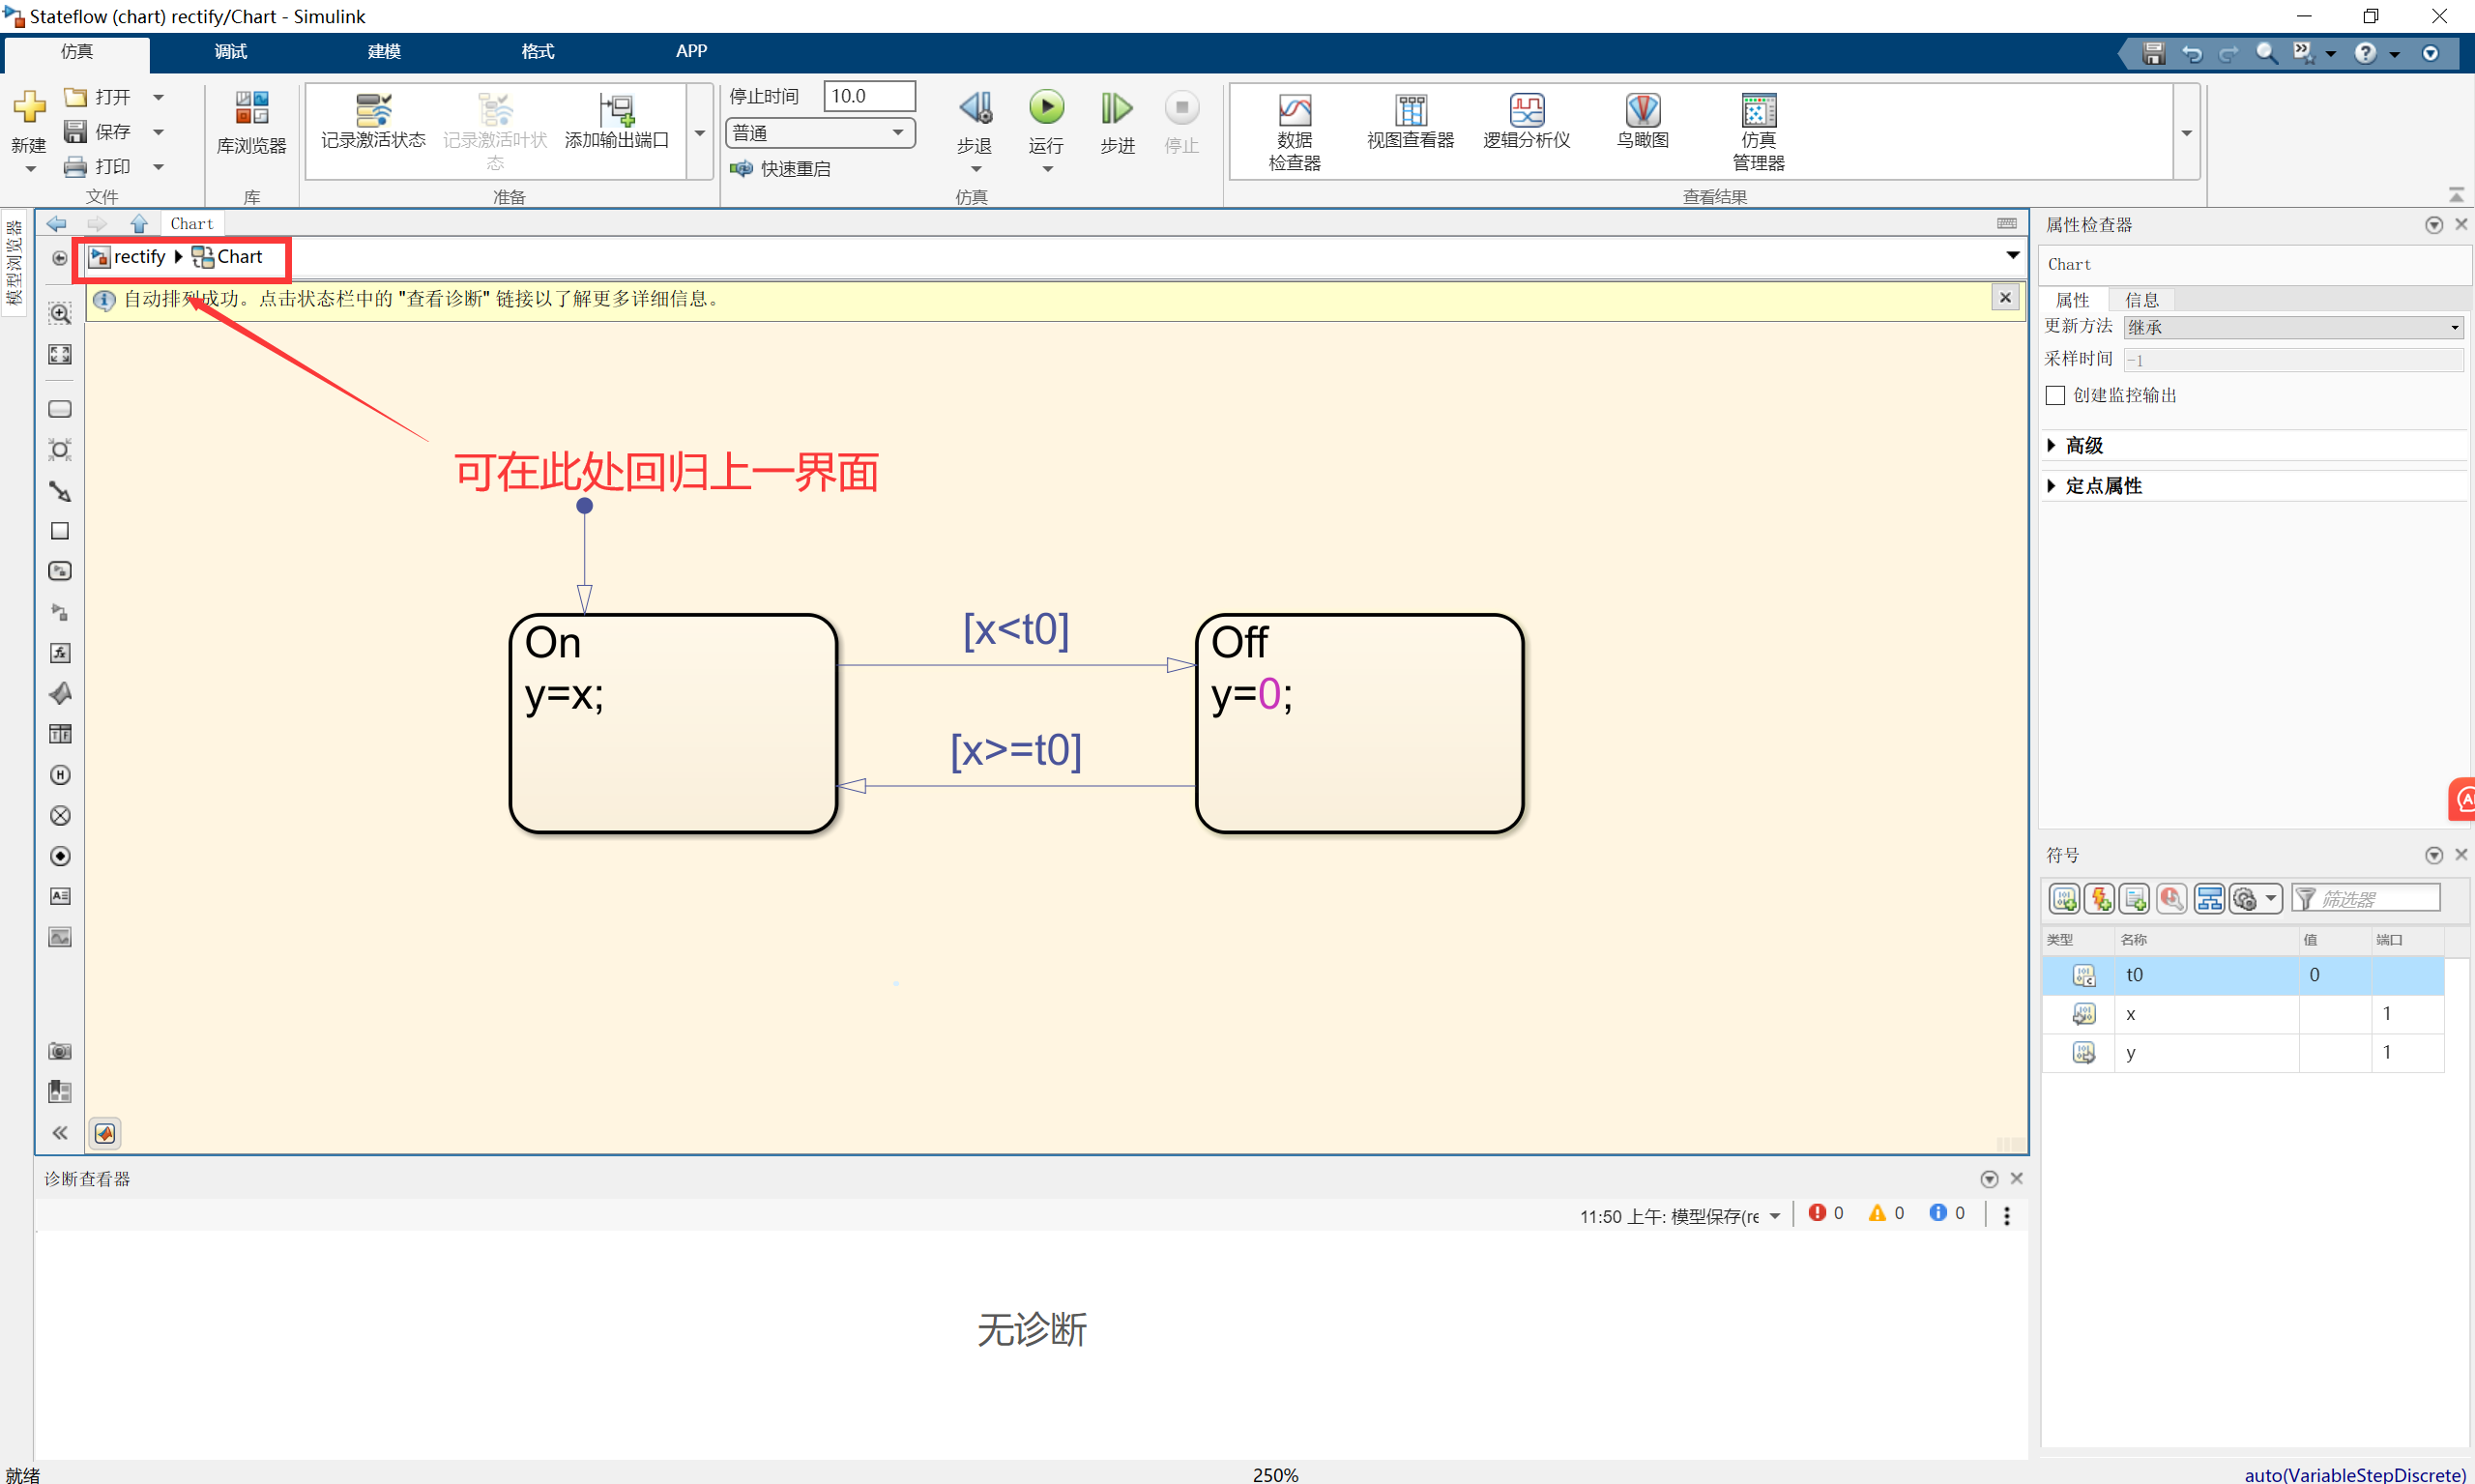 Stateflow (chart) rectify/Chart - Simulink
仿真
调试
建模
格式
APP
新建
打开
保存
打印
文件
库浏览器
库
记录激活状态
记录激活叶状
态
添加输出端口
准备
停止时间
10.0
普通
快速重启
步退
运行
步进
停止
仿真
数据
检查器
视图查看器
逻辑分析仪
鸟瞰图
仿真
管理器
查看结果
模型浏览器
Chart
rectify
Chart
自动排列成功。点击状态栏中的 "查看诊断" 链接以了解更多详细信息。
可在此处回归上一界面
On
y=x;
[x<t0]
Off
y=0;
[x>=t0]
属性检查器
Chart
属性
信息
更新方法
继承
采样时间
-1
创建监控输出
高级
定点属性
符号
筛选器
类型
名称
值
端口
t0
0
x
1
y
1
诊断查看器
11:50 上午: 模型保存(re
0
0
0
无诊断
就绪
250%
auto(VariableStepDiscrete)